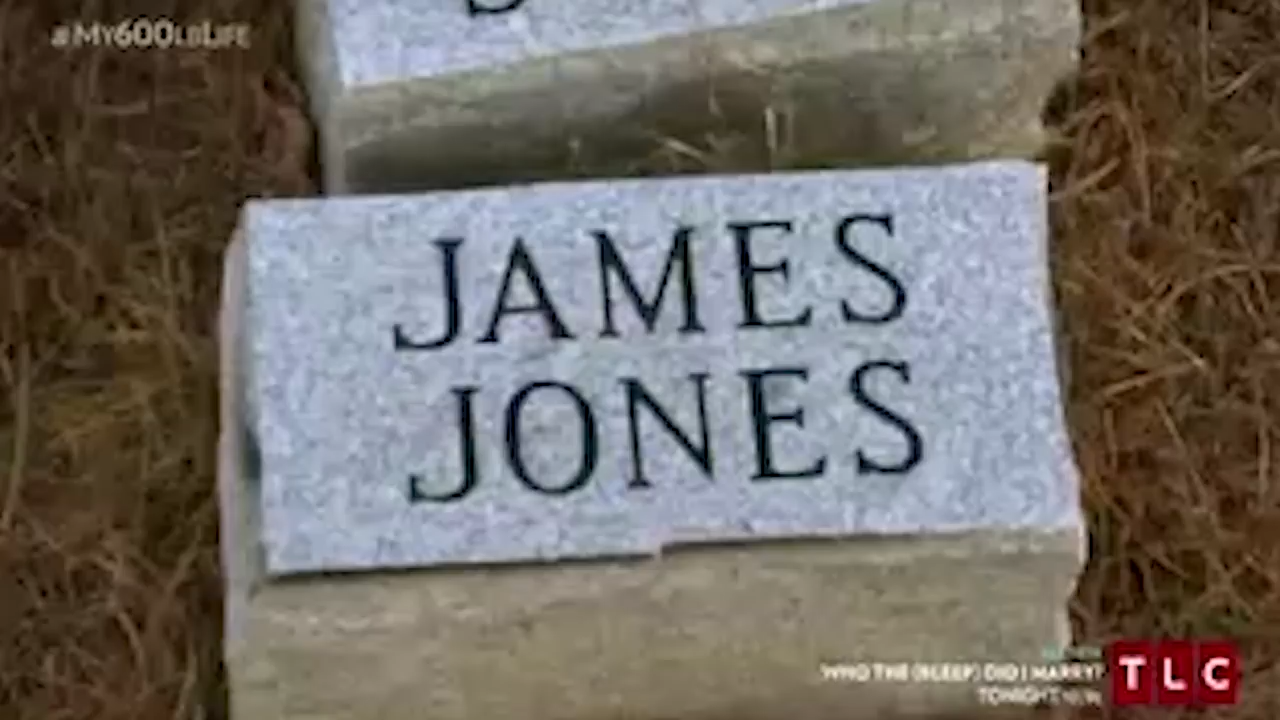 #MY600LBLIFE
S
JAMES
JONES
WHO THE (BLEEP) DID I MARRY?
TONIGHT
TLC